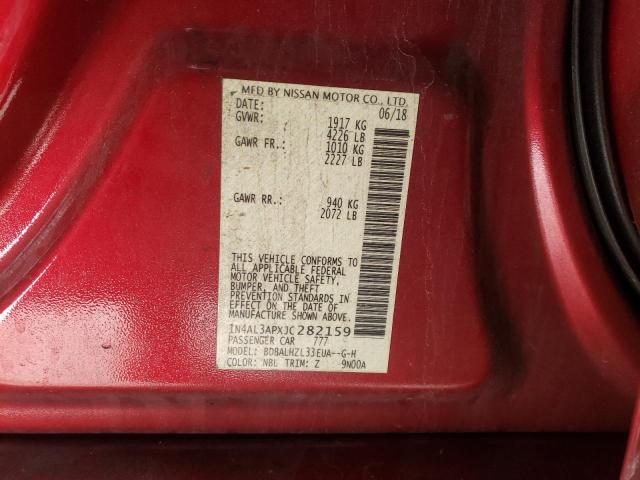 MFD BY NISSAN MOTOR CO., LTD.
DATE: 06/18
GVWR: 1917 KG
4226 LB
GAWR FR.: 1010 KG
2227 LB
GAWR RR.: 940 KG
2072 LB
THIS VEHICLE CONFORMS TO
ALL APPLICABLE FEDERAL
MOTOR VEHICLE SAFETY,
BUMPER, AND THEFT
PREVENTION STANDARDS IN
EFFECT ON THE DATE OF
MANUFACTURE SHOWN ABOVE.
1N4AL3APXJC282159
PASSENGER CAR 777
MODEL: BDBALHZL33EUA--G-H
COLOR: NBL TRIM: Z 9N00A